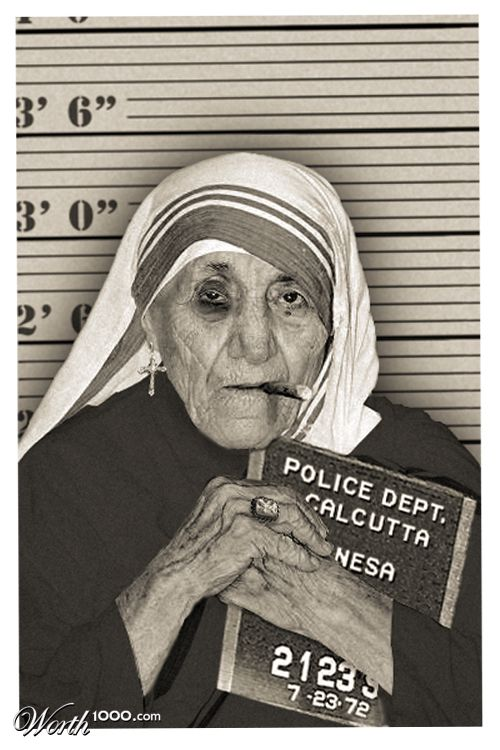 3' 6"
3' 0"
2' 6
POLICE DEPT.
CALCUTTA
NESA
2123
7-23-72
Worth1000.com